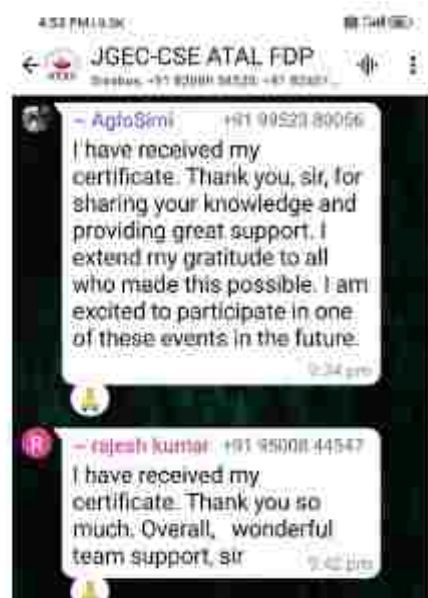 4:53 PM
JGEC-CSE ATAL FDP
~ AgfoSimi +91 99523 80056
I have received my
certificate. Thank you, sir, for
sharing your knowledge and
providing great support. I
extend my gratitude to all
who made this possible. I am
excited to participate in one
of these events in the future.
9:34 pm
R
~ rajesh kumar +91 95008 44547
I have received my
certificate. Thank you so
much. Overall, wonderful
team support, sir
9:42 pm